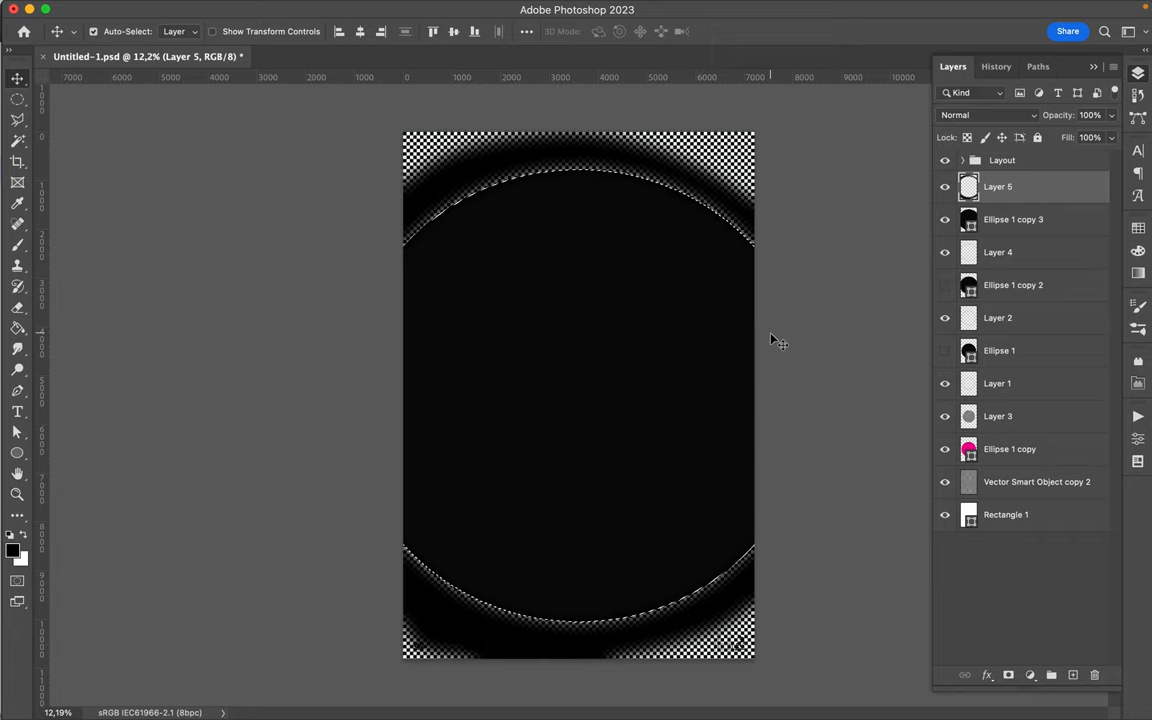 Adobe Photoshop 2023
Auto-Select: Layer Show Transform Controls 3D Mode: Share
Untitled-1.psd @ 12,2% (Layer 5, RGB/8) *
7000 6000 5000 4000 3000 2000 1000 0 1000 2000 3000 4000 5000 6000 7000 8000 9000 10000
Layers History Paths
Kind
Normal Opacity: 100%
Lock: Fill: 100%
Layout
Layer 5
Ellipse 1 copy 3
Layer 4
Ellipse 1 copy 2
Layer 2
Ellipse 1
Layer 1
Layer 3
Ellipse 1 copy
Vector Smart Object copy 2
Rectangle 1
12,19% sRGB IEC61966-2.1 (8bpc)